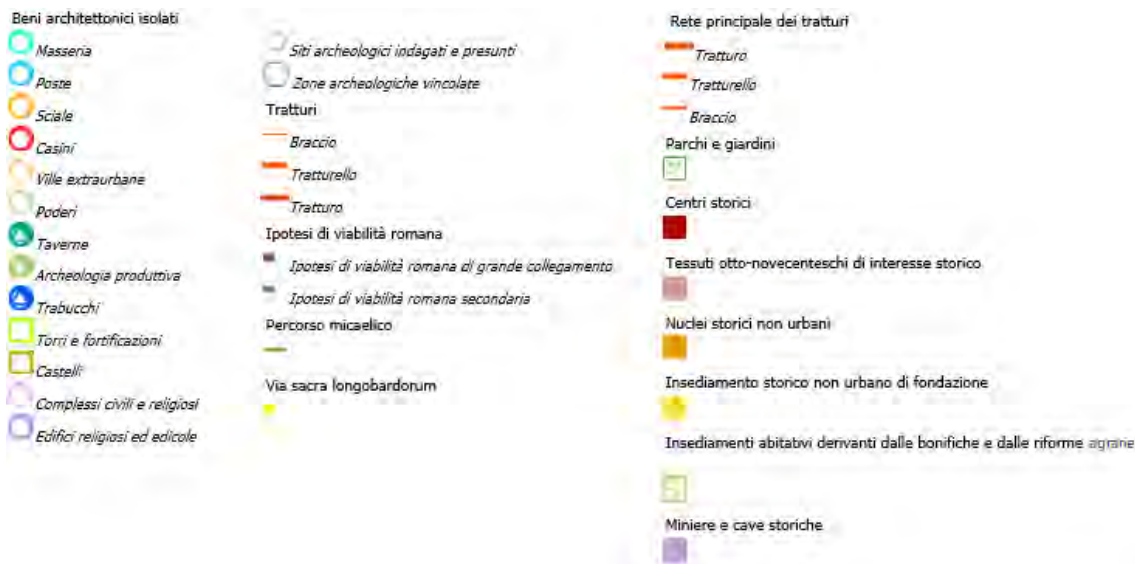 Beni architettonici isolati
Masseria
Poste
Sciale
Casini
Ville extraurbane
Poderi
Taverne
Archeologia produttiva
Trabucchi
Torri e fortificazioni
Castelli
Complessi civili e religiosi
Edifici religiosi ed edicole
Siti archeologici indagati e presunti
Zone archeologiche vincolate
Tratturi
Braccio
Tratturello
Tratturo
Ipotesi di viabilità romana
Ipotesi di viabilità romana di grande collegamento
Ipotesi di viabilità romana secondaria
Percorso micaelico
Via sacra longobardorum
Rete principale dei tratturi
Tratturo
Tratturello
Braccio
Parchi e giardini
Centri storici
Tessuti otto-novecenteschi di interesse storico
Nuclei storici non urbani
Insediamento storico non urbano di fondazione
Insediamenti abitativi derivanti dalle bonifiche e dalle riforme agrarie
Miniere e cave storiche